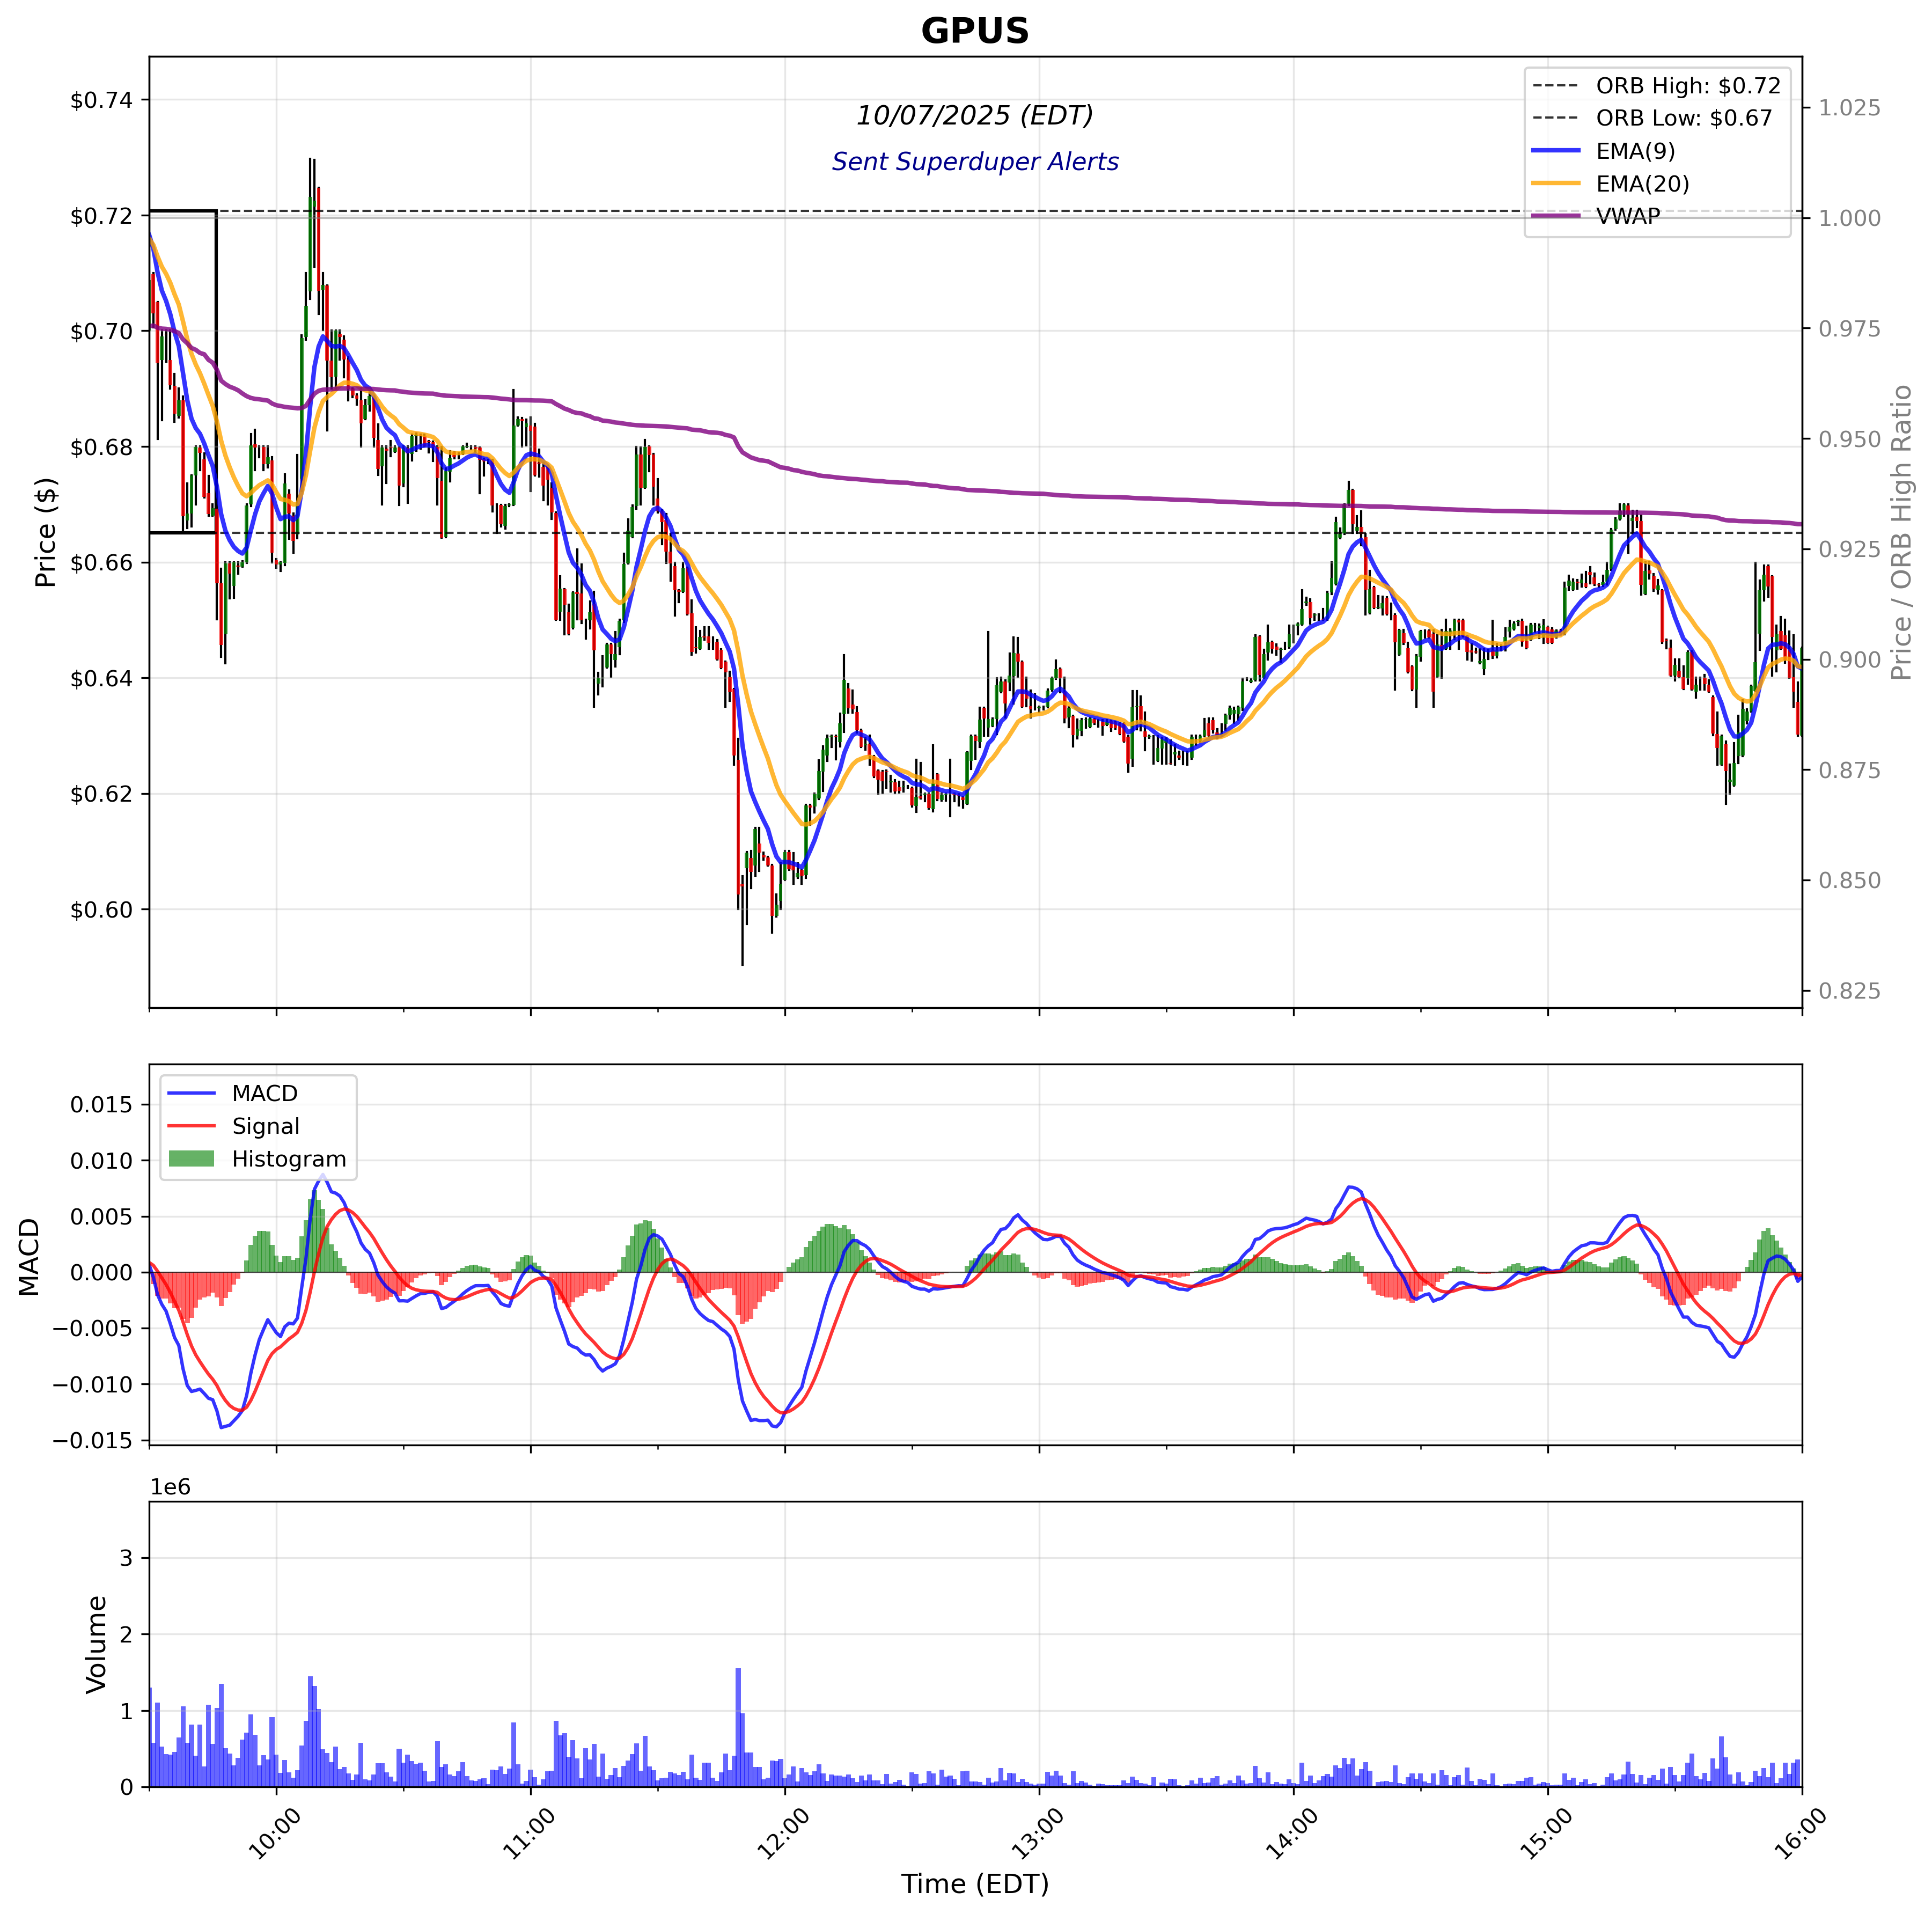 GPUS
10/07/2025 (EDT)
Sent Superduper Alerts
ORB High: $0.72
ORB Low: $0.67
EMA(9)
EMA(20)
VWAP
Price ($)
$0.74
$0.72
$0.70
$0.68
$0.66
$0.64
$0.62
$0.60
Price / ORB High Ratio
1.025
1.000
0.975
0.950
0.925
0.900
0.875
0.850
0.825
MACD
Signal
Histogram
MACD
0.015
0.010
0.005
0.000
−0.005
−0.010
−0.015
1e6
Volume
3
2
1
0
10:00
11:00
12:00
13:00
14:00
15:00
16:00
Time (EDT)